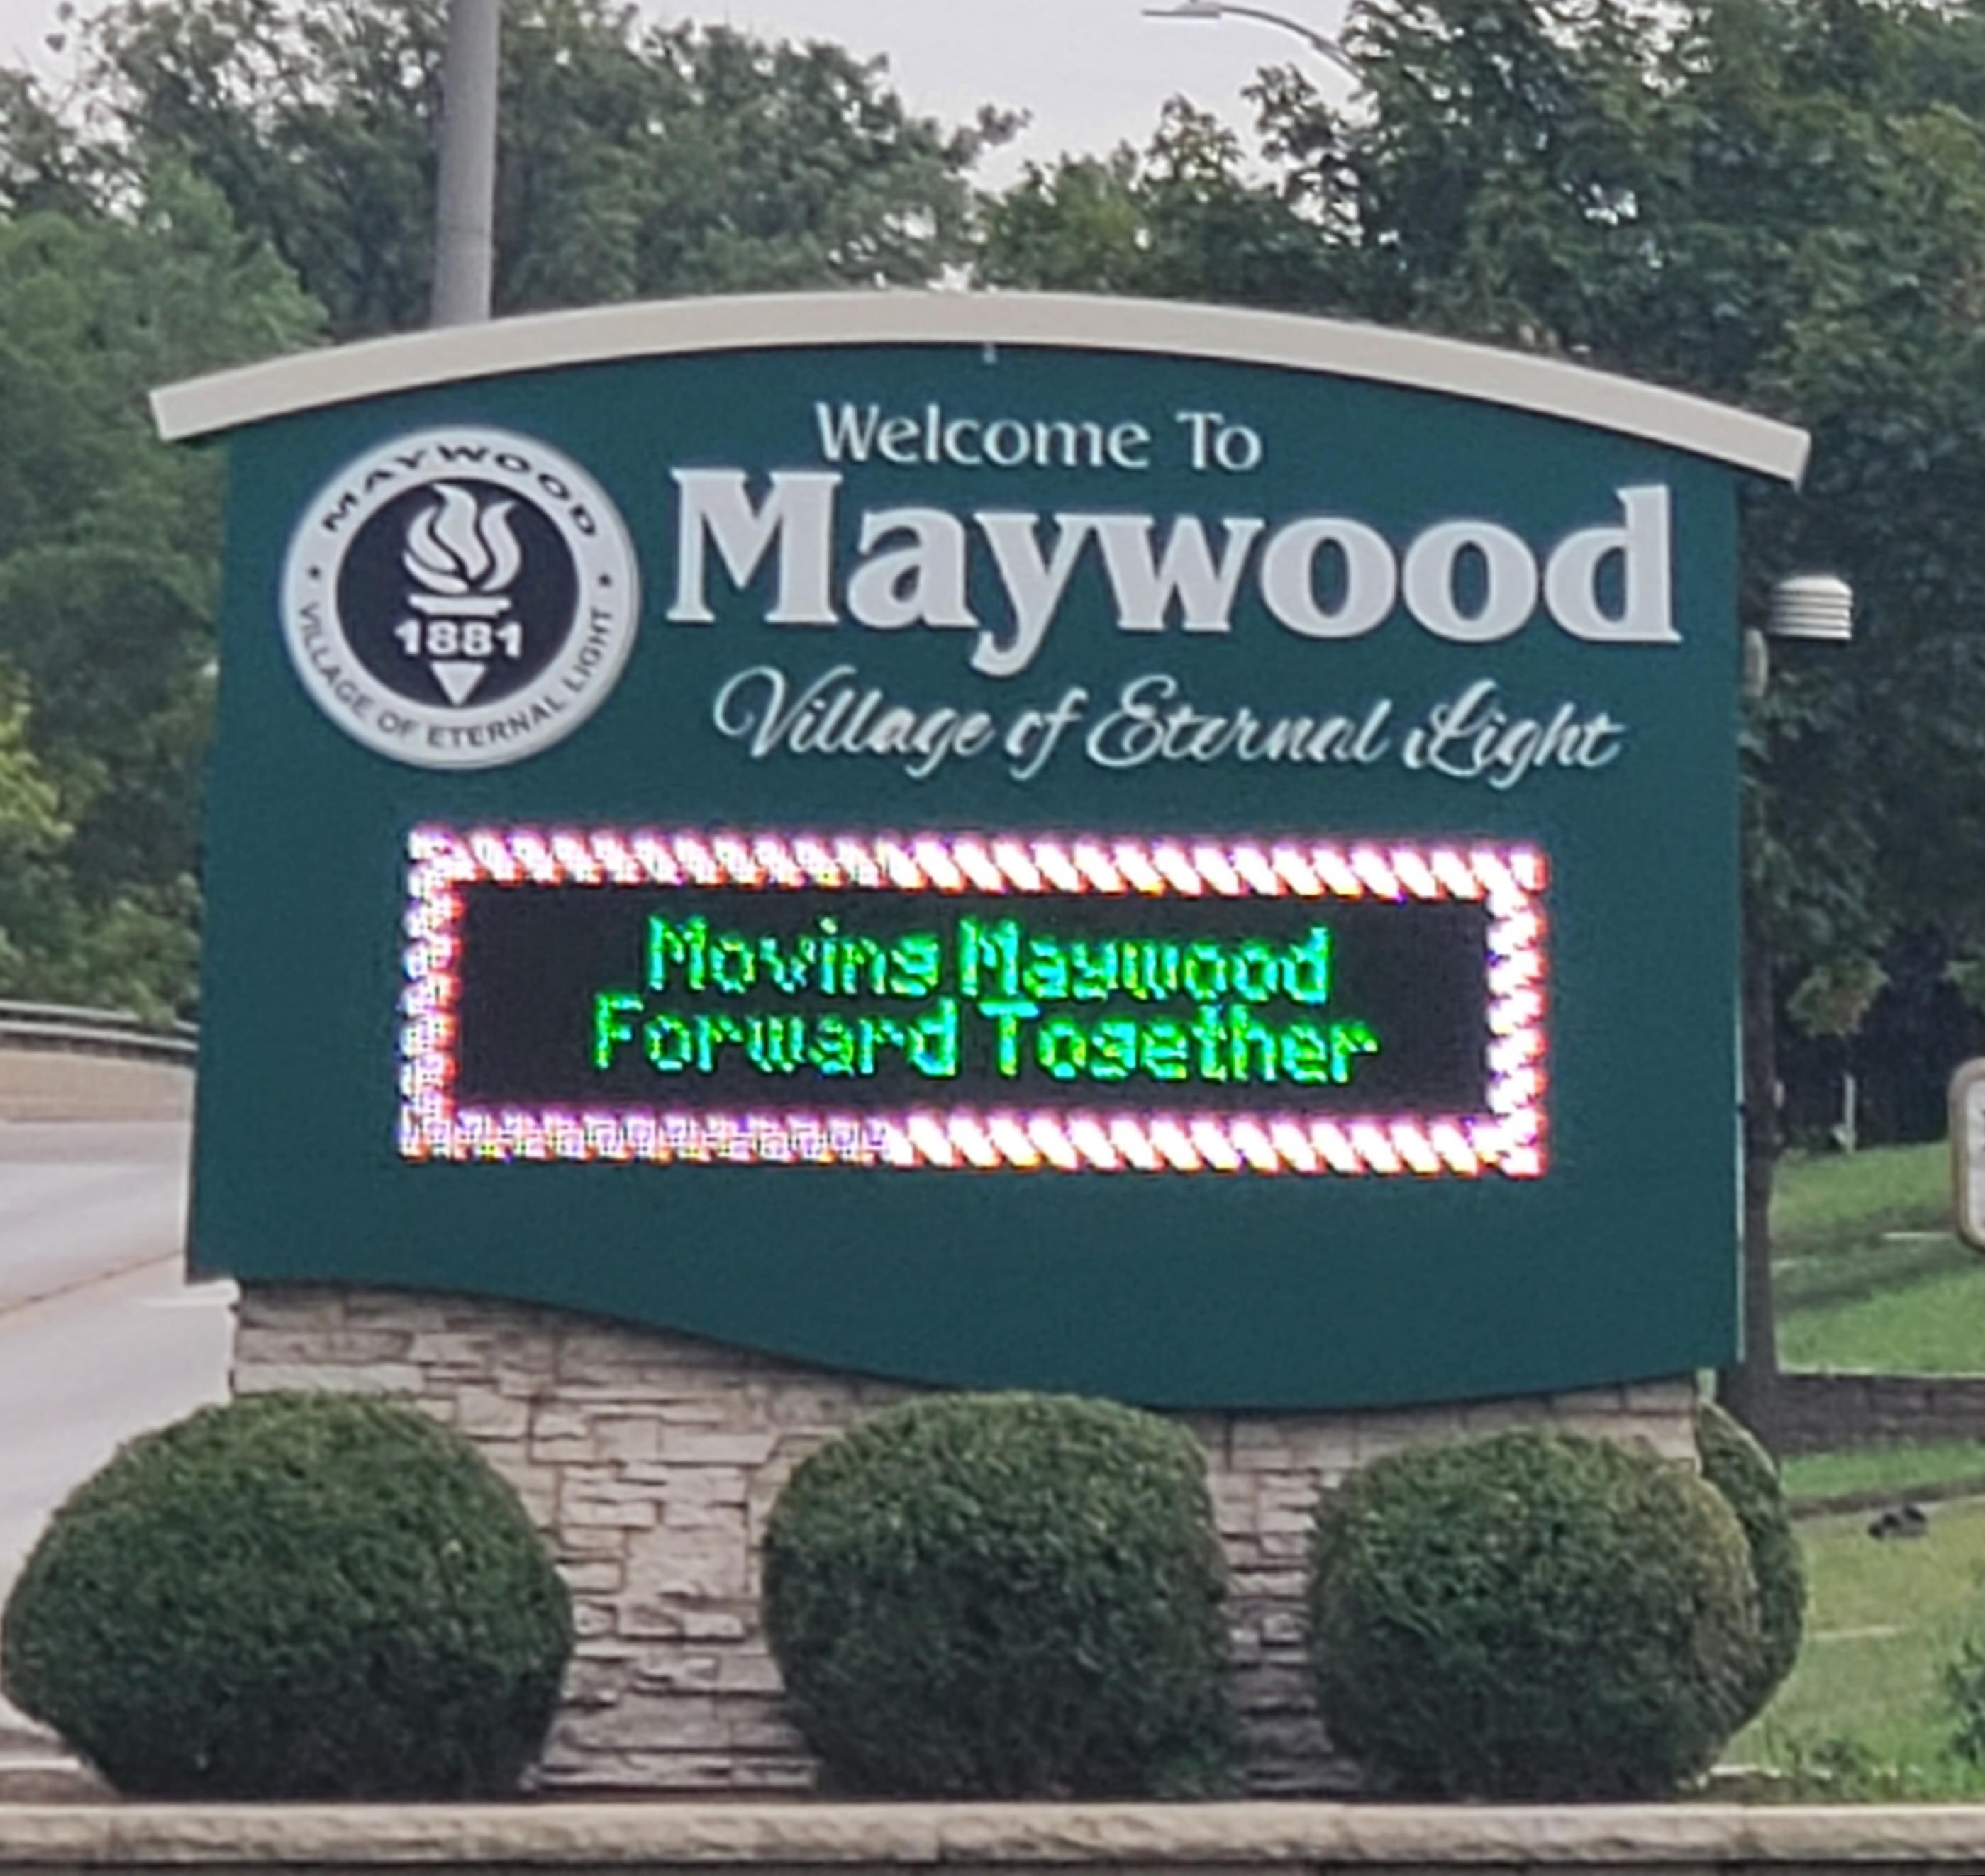 Welcome To
Maywood
Village of Eternal Light
MAYWOOD
1881
VILLAGE OF ETERNAL LIGHT
Moving Maywood
Forward Together